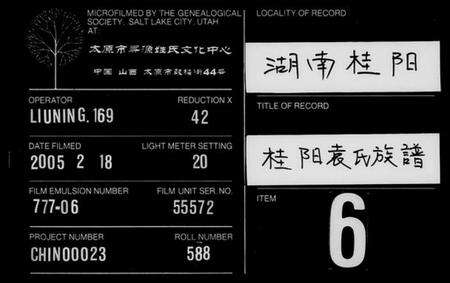 MICROFILMED BY THE GENEALOGICAL
SOCIETY, SALT LAKE CITY, UTAH
AT
太原市寻源姓氏文化中心
中国 山西 太原市鼓楼街44号
OPERATOR REDUCTION X
LIUNING.169 42
DATE FILMED LIGHT METER SETTING
2005 2 18 20
FILM EMULSION NUMBER FILM UNIT SER. NO.
777-06 55572
PROJECT NUMBER ROLL NUMBER
CHIN00023 588
LOCALITY OF RECORD
湖南桂阳
TITLE OF RECORD
桂阳袁氏族譜
ITEM
6